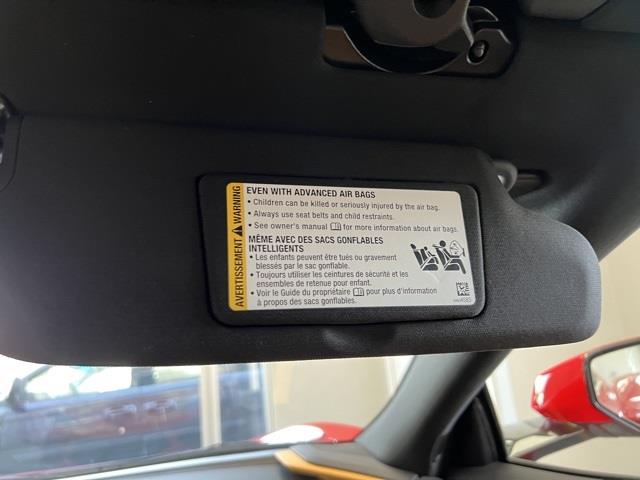 AVERTISSEMENT ⚠ WARNING
EVEN WITH ADVANCED AIR BAGS
• Children can be killed or seriously injured by the air bag.
• Always use seat belts and child restraints.
• See owner's manual for more information about air bags.
MÊME AVEC DES SACS GONFLABLES
INTELLIGENTS
• Les enfants peuvent être tués ou gravement
blessés par le sac gonflable.
• Toujours utiliser les ceintures de sécurité et les
ensembles de retenue pour enfant.
• Voir le Guide du propriétaire pour plus d'information
à propos des sacs gonflables.